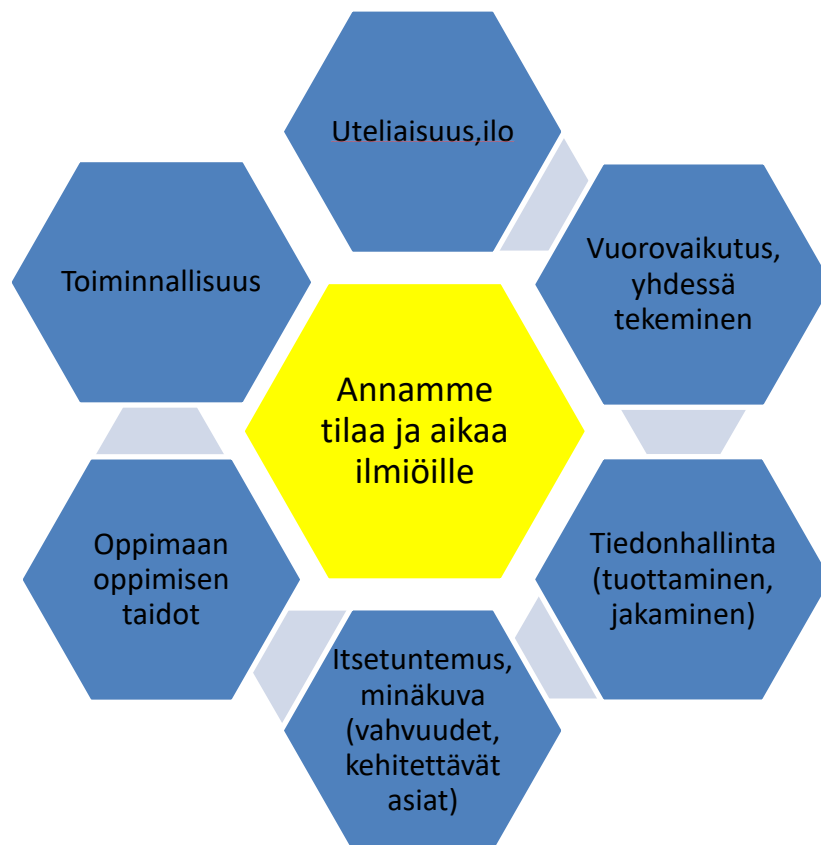 Uteliaisuus,ilo
Vuorovaikutus,
yhdessä
tekeminen
Toiminnallisuus
Annamme
tilaa ja aikaa
ilmiöille
Tiedonhallinta
(tuottaminen,
jakaminen)
Oppimaan
oppimisen
taidot
Itsetuntemus,
minäkuva
(vahvuudet,
kehitettävät
asiat)